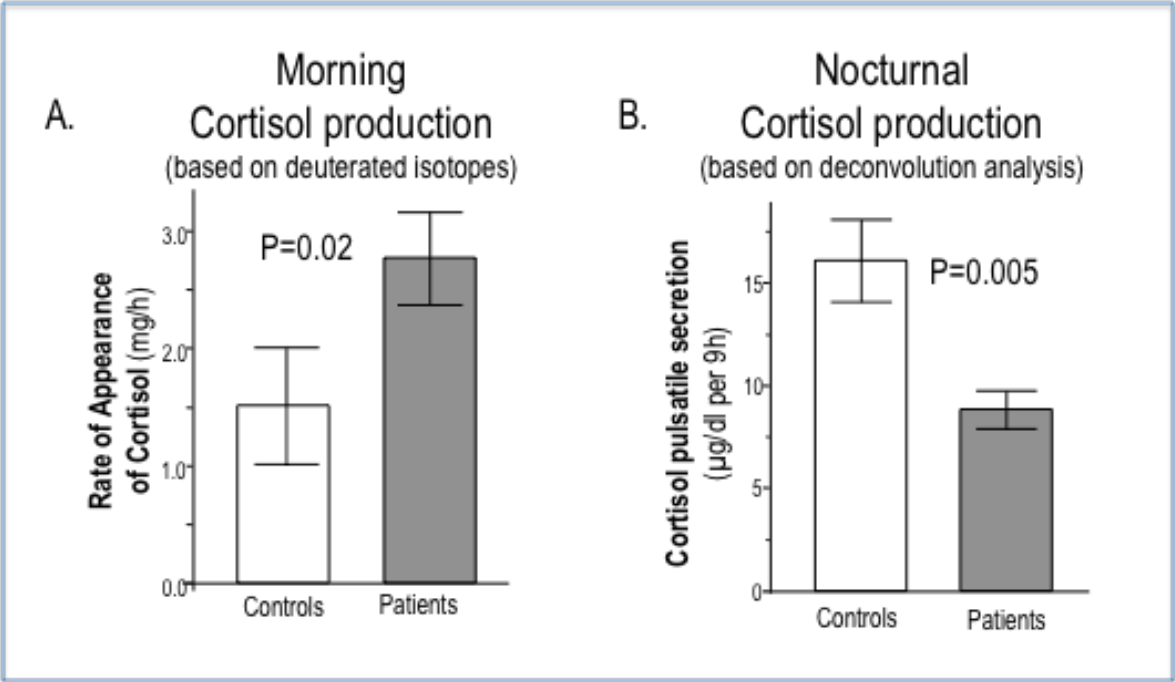 A.
Morning
Cortisol production
(based on deuterated isotopes)
Rate of Appearance
of Cortisol (mg/h)
3.0
2.0
1.0
0.0
P=0.02
Controls
Patients
B.
Nocturnal
Cortisol production
(based on deconvolution analysis)
Cortisol pulsatile secretion
(µg/dl per 9h)
15
10
5
0
P=0.005
Controls
Patients